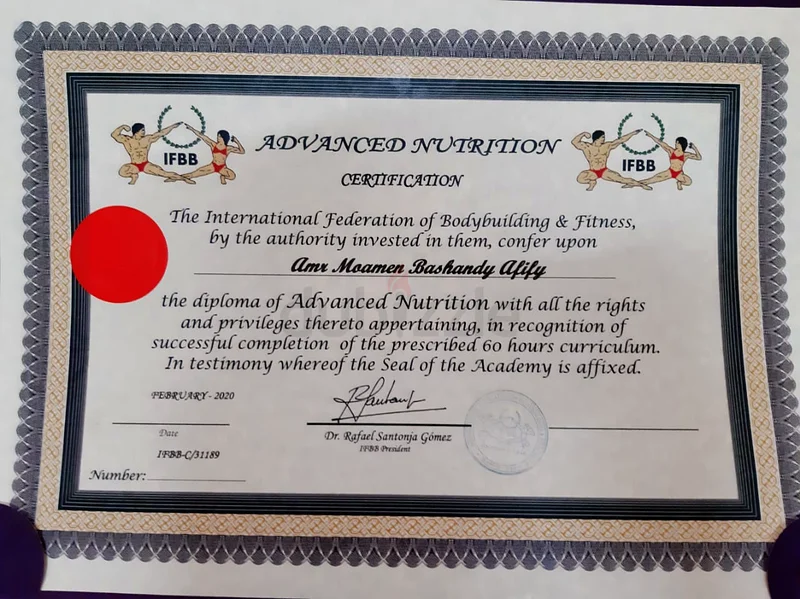 IFBB
IFBB
ADVANCED NUTRITION
CERTIFICATION
The International Federation of Bodybuilding & Fitness,
by the authority invested in them, confer upon
Amr Moamen Bashandy Afify
the diploma of Advanced Nutrition with all the rights
and privileges thereto appertaining, in recognition of
successful completion of the prescribed 60 hours curriculum.
In testimony whereof the Seal of the Academy is affixed.
FEBRUARY - 2020
Date
Dr. Rafael Santonja Gómez
IFBB President
IFBB-C/31189
Number: